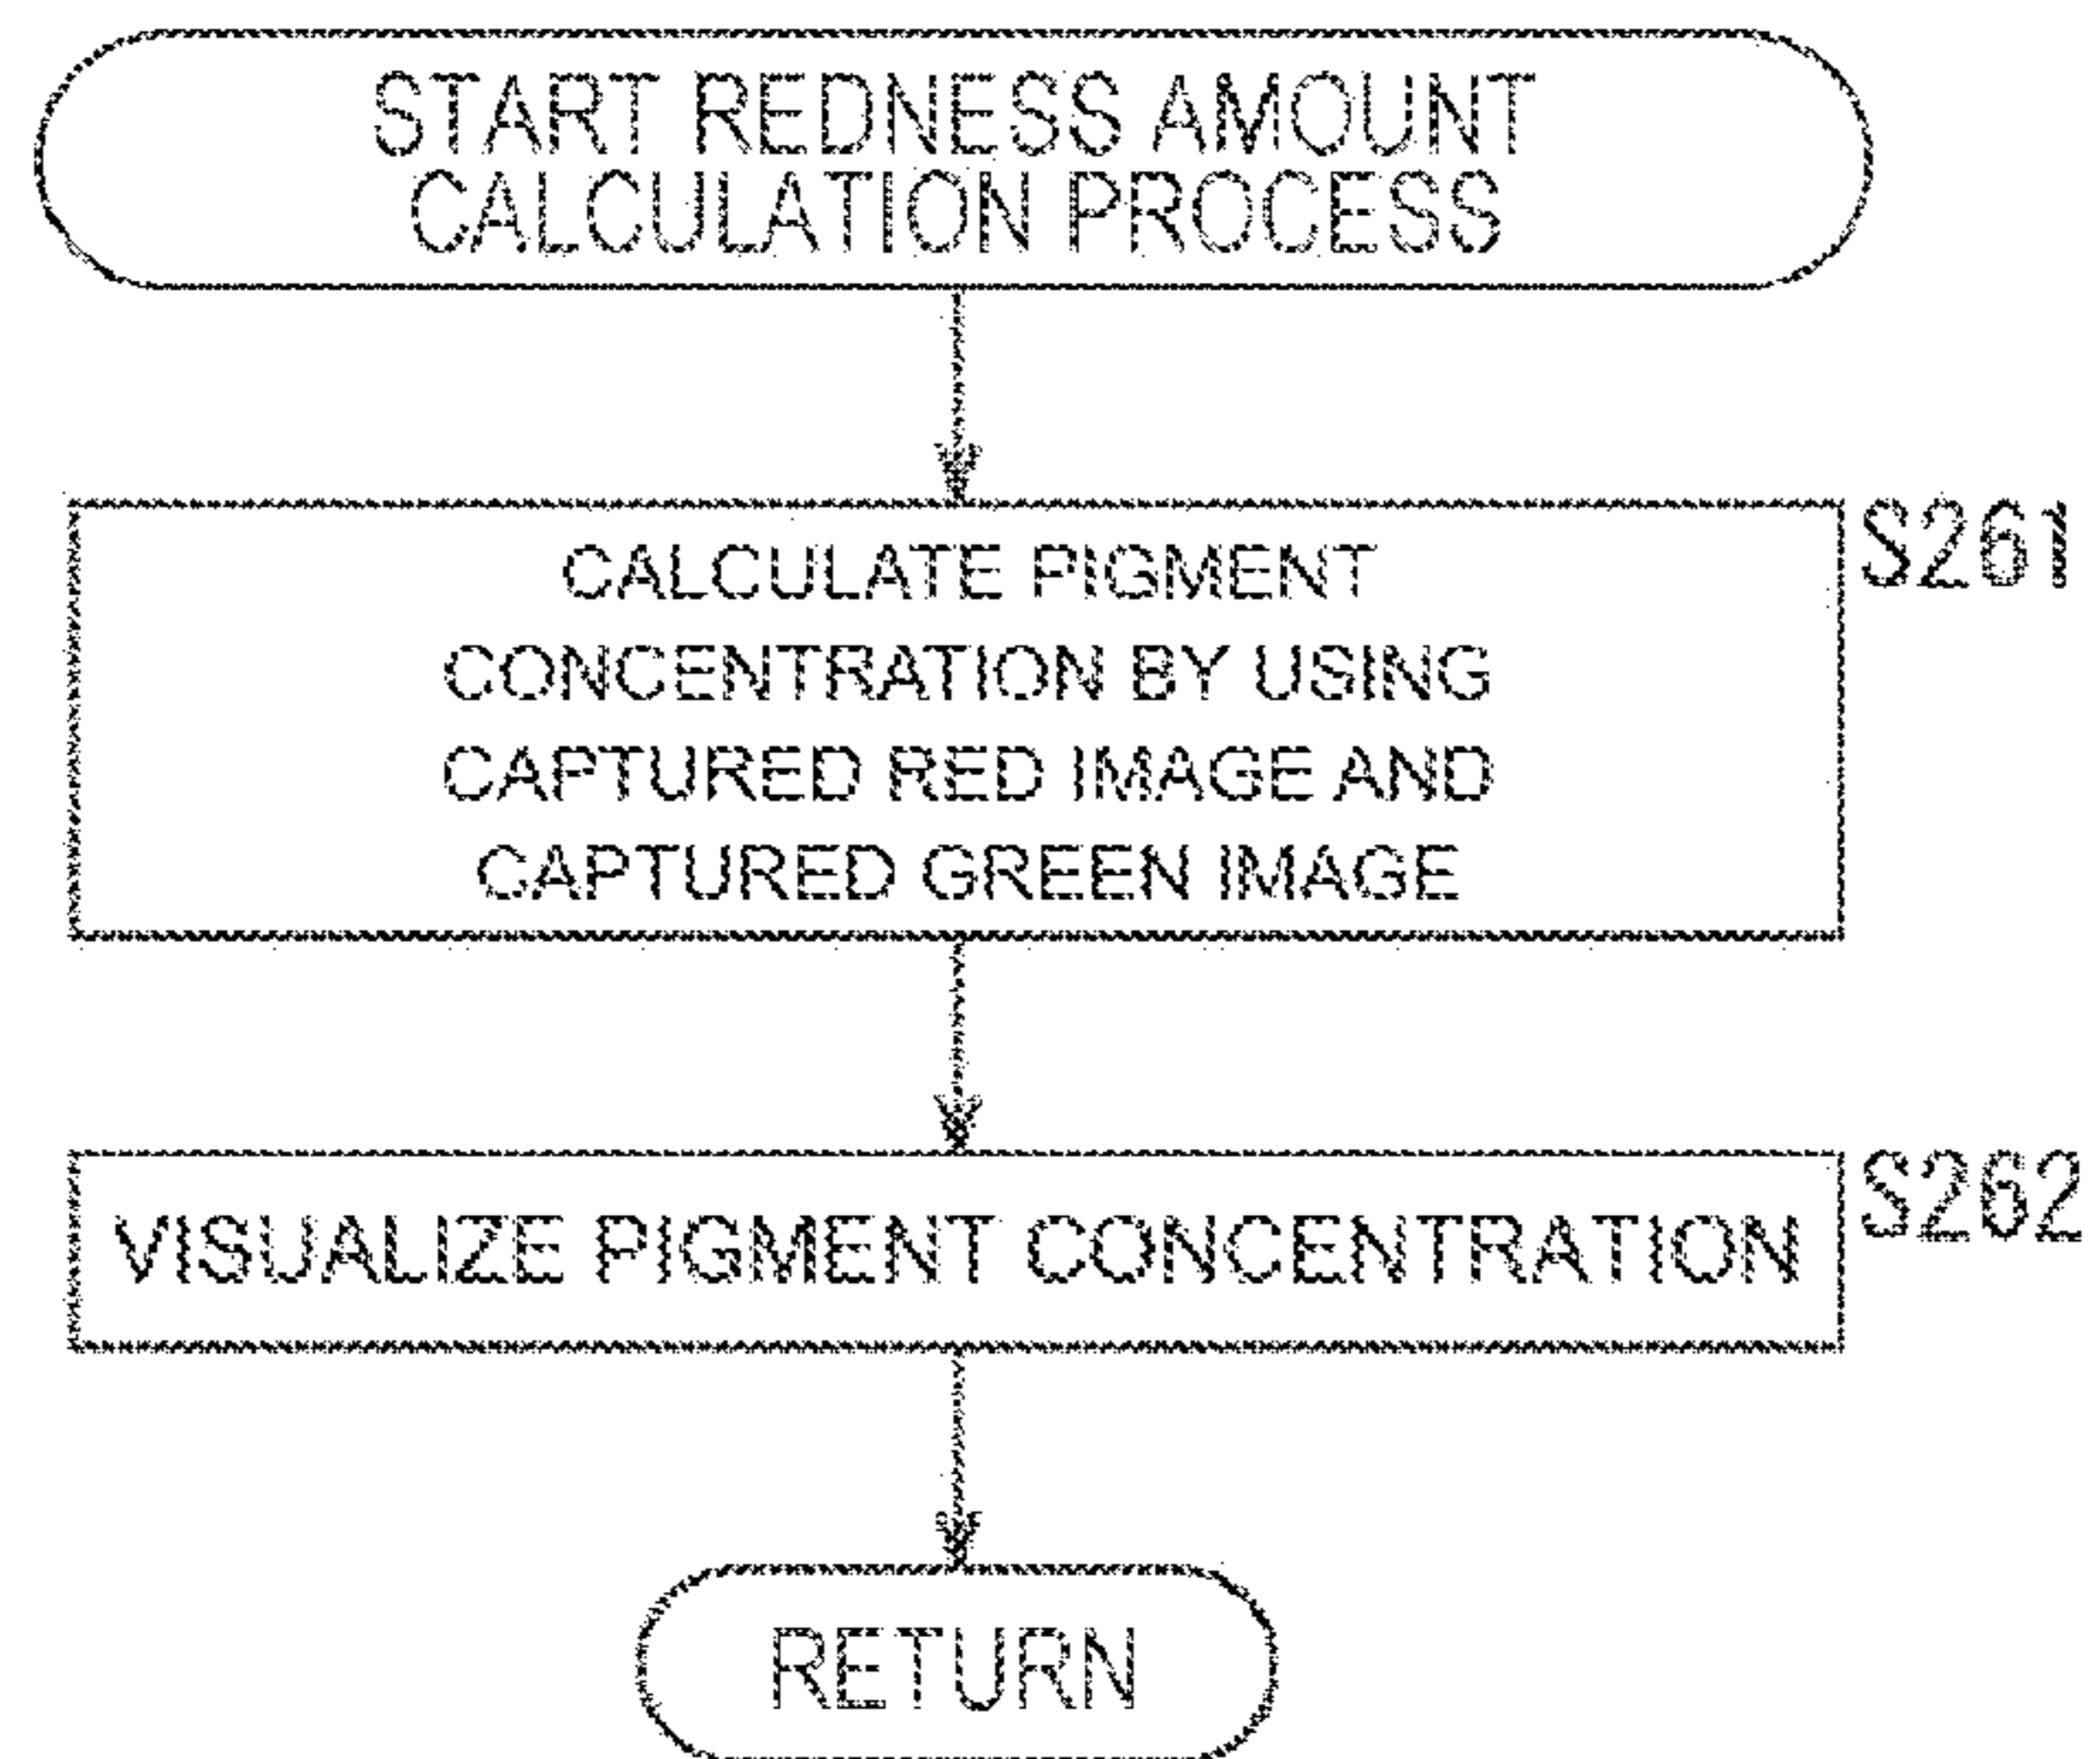 START REDNESS AMOUNT
CALCULATION PROCESS
S261
CALCULATE PIGMENT
CONCENTRATION BY USING
CAPTURED RED IMAGE AND
CAPTURED GREEN IMAGE
S262
VISUALIZE PIGMENT CONCENTRATION
RETURN